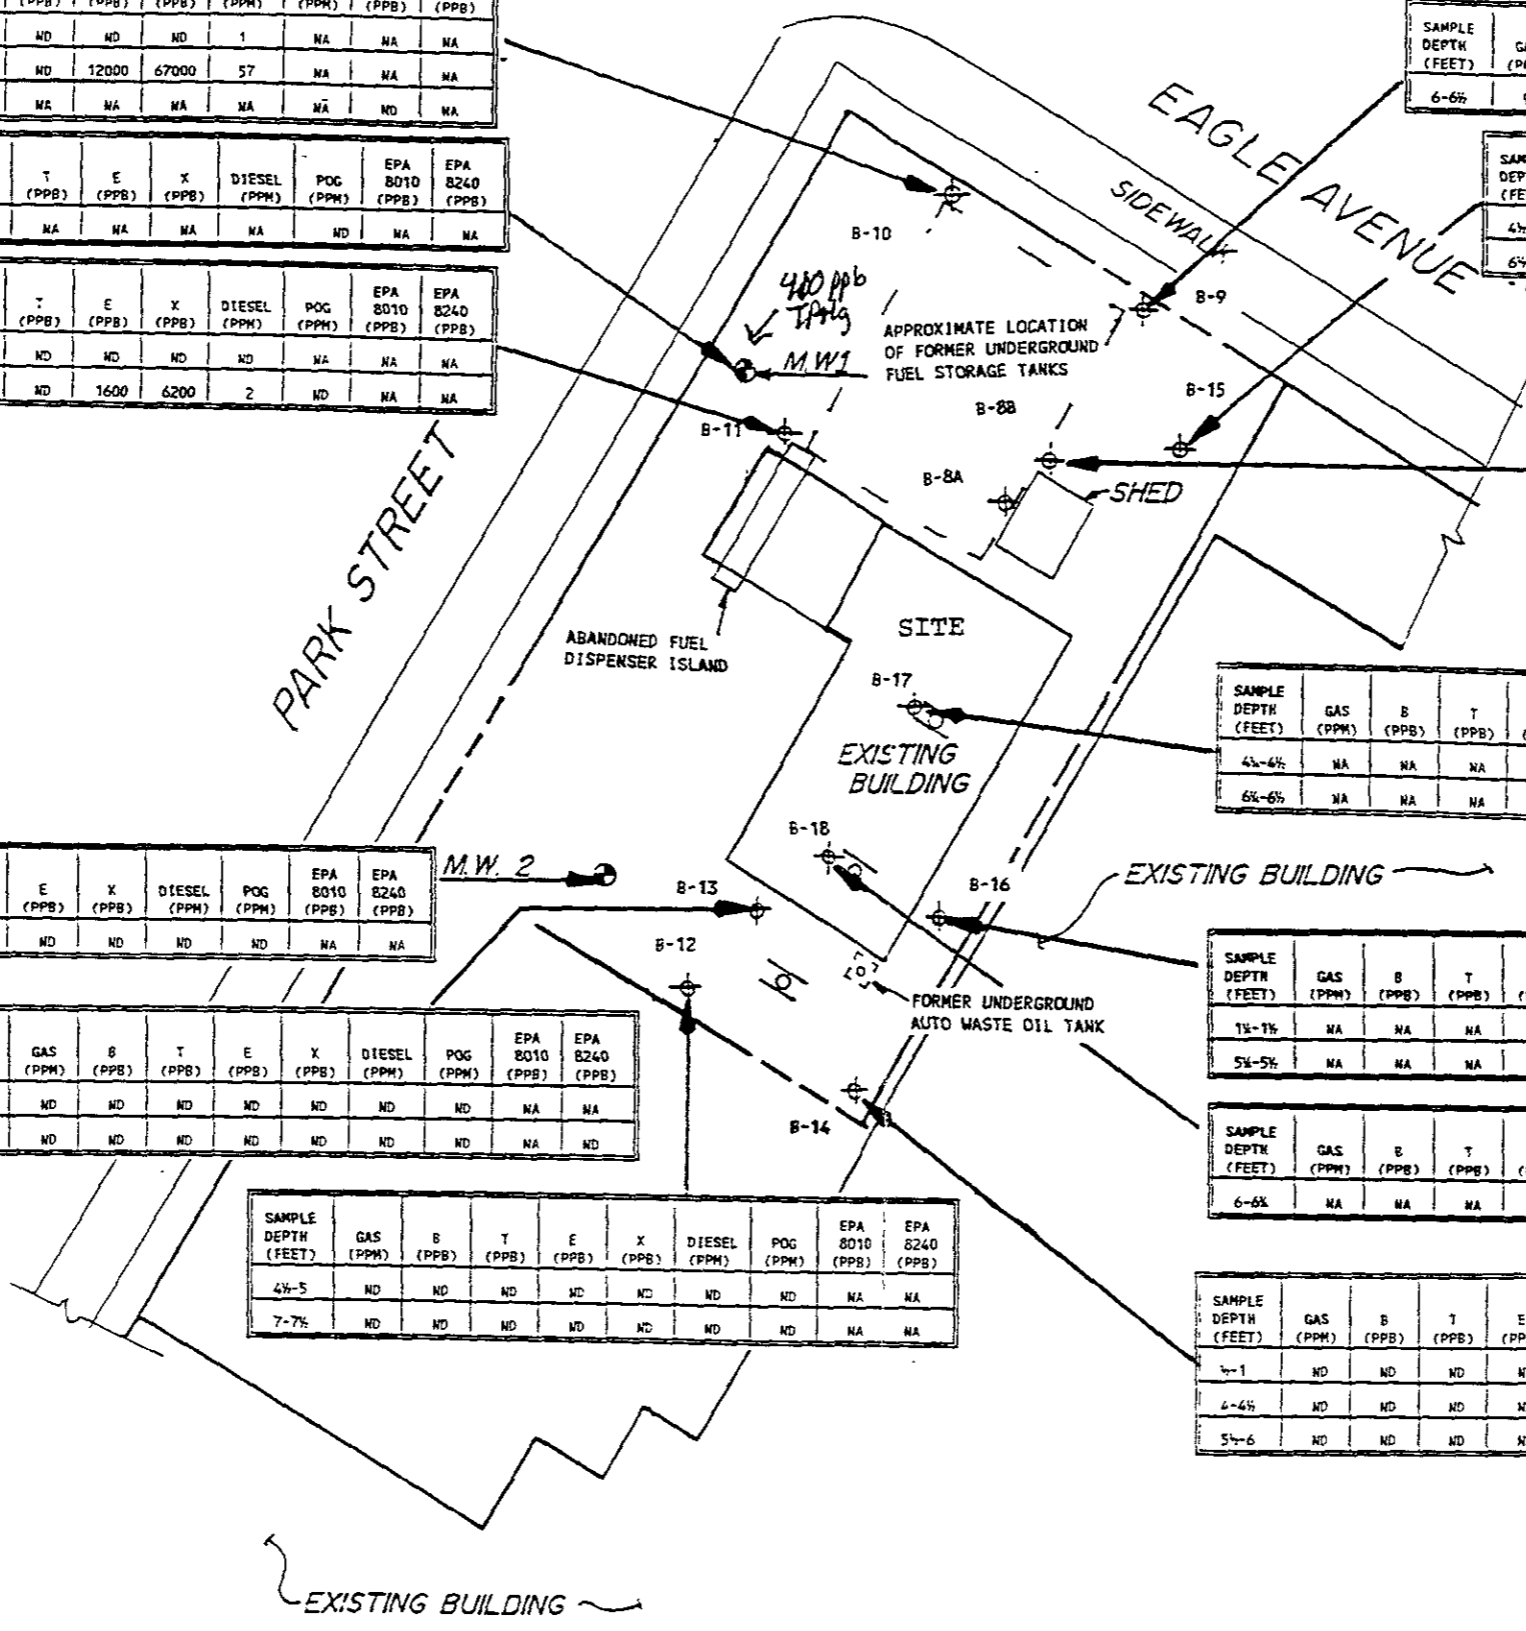 (PPB) (PPB) (PPB) (PPM) (PPM) (PPB) (PPB)
ND ND ND 1 NA NA NA
ND 12000 67000 57 NA NA NA
NA NA NA NA NA ND NA
T (PPB) E (PPB) X (PPB) DIESEL (PPM) POG (PPM) EPA 8010 (PPB) EPA 8240 (PPB)
NA NA NA NA ND NA NA
T (PPB) E (PPB) X (PPB) DIESEL (PPM) POG (PPM) EPA 8010 (PPB) EPA 8240 (PPB)
ND ND ND ND NA NA NA
ND 1600 6200 2 ND NA NA
SAMPLE
DEPTH
(FEET)
6-6½
EAGLE AVENUE
SIDEWALK
PARK STREET
B-10
ppb
M.W1
APPROXIMATE LOCATION
OF FORMER UNDERGROUND
FUEL STORAGE TANKS
B-9
B-15
B-8B
B-11
B-8A
SHED
ABANDONED FUEL
DISPENSER ISLAND
SITE
B-17
EXISTING
BUILDING
SAMPLE DEPTH (FEET) GAS (PPM) B (PPB) T (PPB)
NA NA NA
NA NA NA
B-18
E (PPB) X (PPB) DIESEL (PPM) POG (PPM) EPA 8010 (PPB) EPA 8240 (PPB)
ND ND ND ND NA NA
M.W. 2
B-13
B-16
EXISTING BUILDING
B-12
FORMER UNDERGROUND
AUTO WASTE OIL TANK
SAMPLE DEPTH (FEET) GAS (PPM) B (PPB) T (PPB)
NA NA NA
NA NA NA
GAS (PPM) B (PPB) T (PPB) E (PPB) X (PPB) DIESEL (PPM) POG (PPM) EPA 8010 (PPB) EPA 8240 (PPB)
ND ND ND ND ND ND ND NA NA
ND ND ND ND ND ND ND NA ND
B-14
SAMPLE DEPTH (FEET) GAS (PPM) B (PPB) T (PPB)
NA NA NA
SAMPLE DEPTH (FEET) GAS (PPM) B (PPB) T (PPB) E (PPB) X (PPB) DIESEL (PPM) POG (PPM) EPA 8010 (PPB) EPA 8240 (PPB)
4½-5 ND ND ND ND ND ND ND NA NA
7-7½ ND ND ND ND ND ND ND NA NA
SAMPLE DEPTH (FEET) GAS (PPM) B (PPB) T (PPB) E
½-1 ND ND ND
4-4½ ND ND ND
5½-6 ND ND ND
EXISTING BUILDING